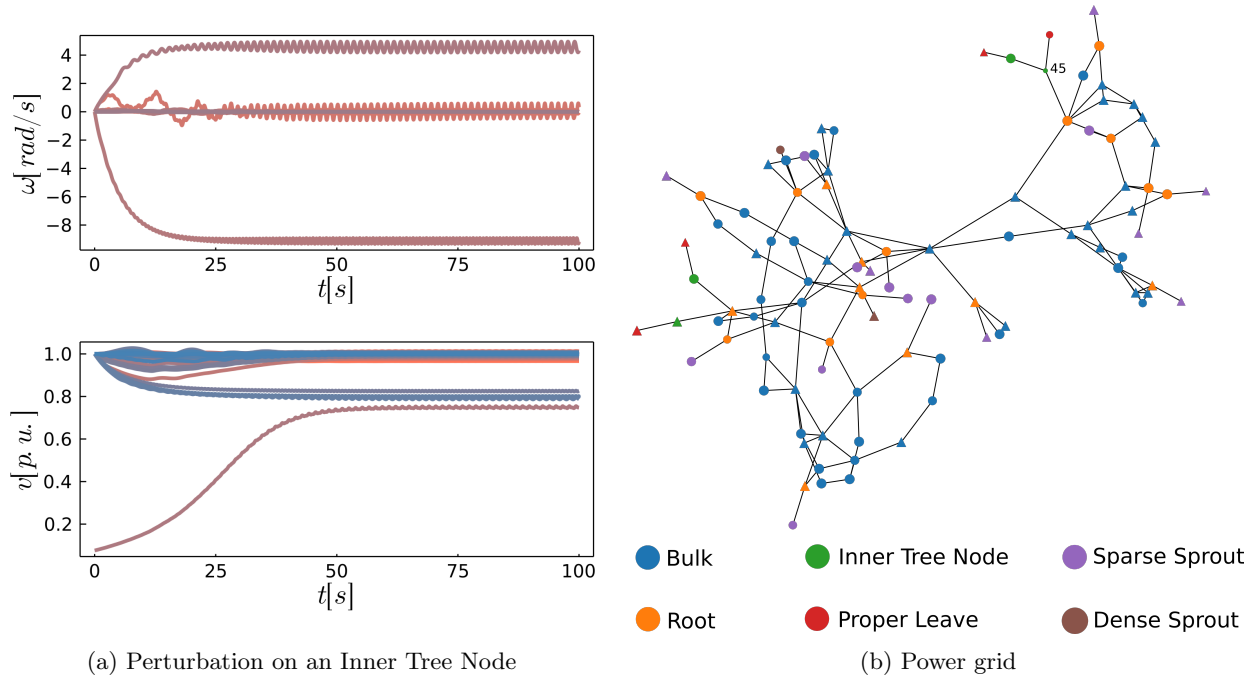 4
2
0
−2
−4
−6
−8
ω[rad/s]
0 25 50 75 100
t[s]
1.0
0.8
0.6
0.4
0.2
v[p.u.]
0 25 50 75 100
t[s]
(a) Perturbation on an Inner Tree Node
45
Bulk Inner Tree Node Sparse Sprout
Root Proper Leave Dense Sprout
(b) Power grid